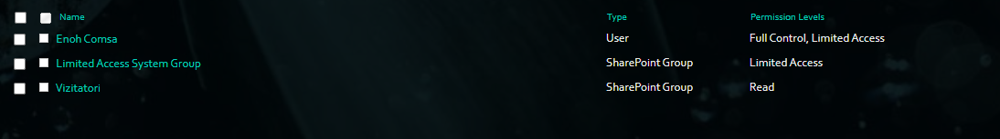 Name Type Permission Levels
Enoh Comsa User Full Control, Limited Access
Limited Access System Group SharePoint Group Limited Access
Vizitatori SharePoint Group Read